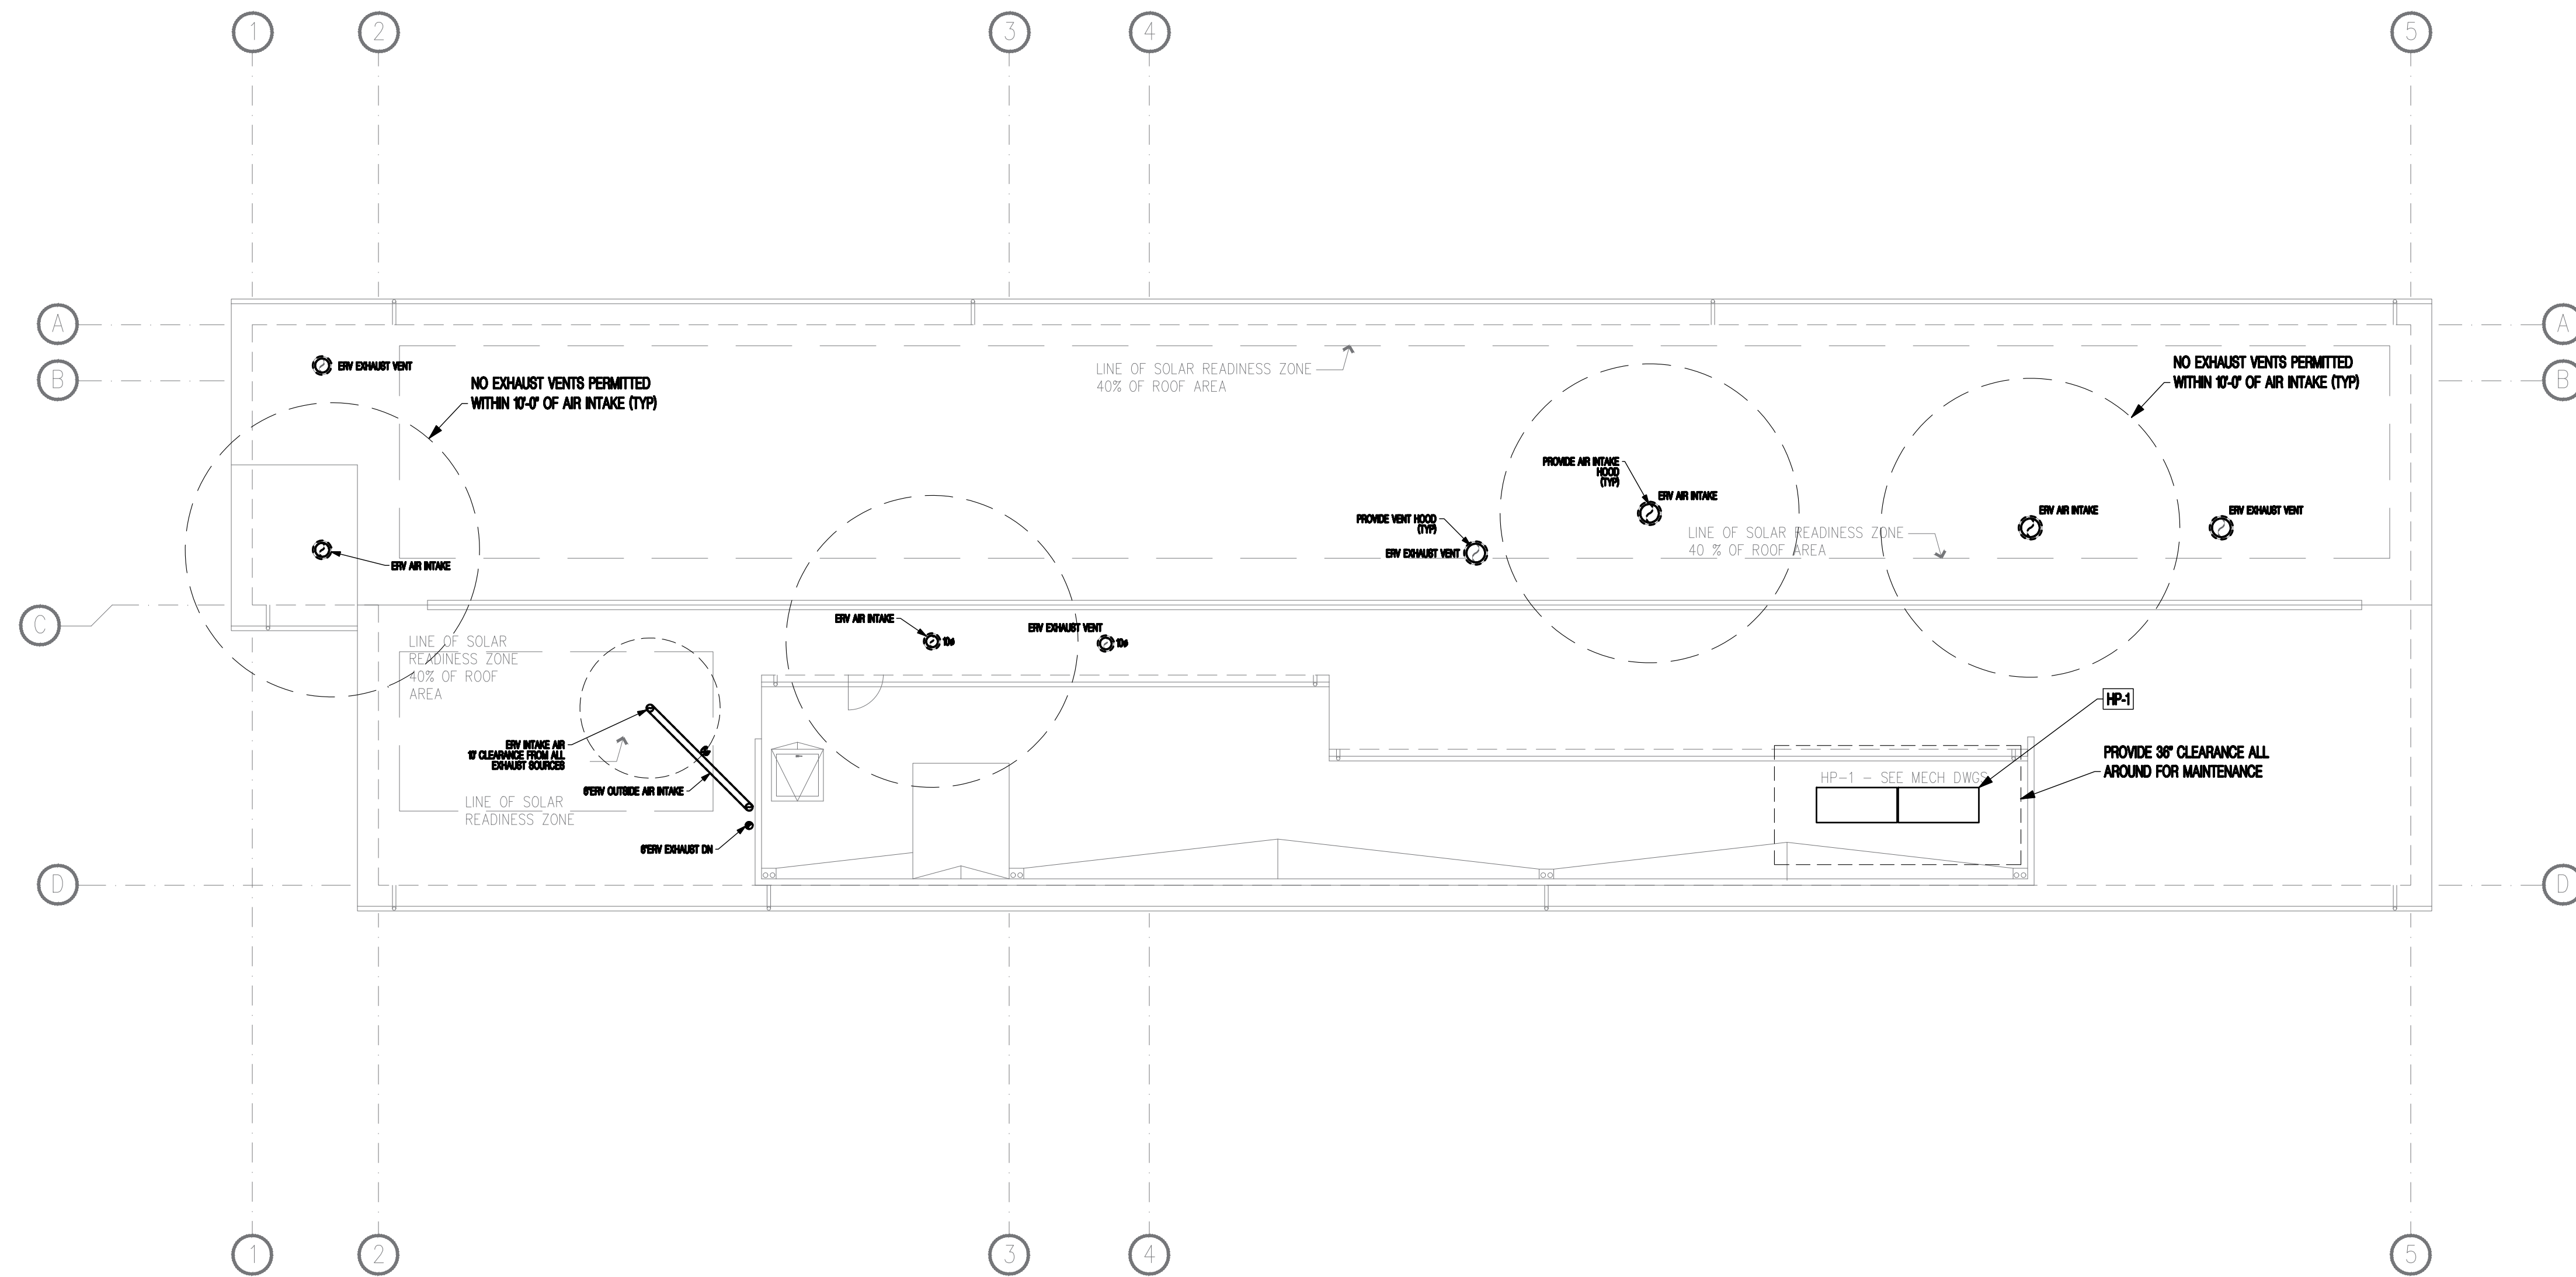 1
2
3
4
5
A
A
B
B
ERV EXHAUST VENT
NO EXHAUST VENTS PERMITTED
WITHIN 10'-0" OF AIR INTAKE (TYP)
LINE OF SOLAR READINESS ZONE
40% OF ROOF AREA
NO EXHAUST VENTS PERMITTED
WITHIN 10'-0" OF AIR INTAKE (TYP)
PROVIDE AIR INTAKE
HOOD
(TYP)
ERV AIR INTAKE
PROVIDE VENT HOOD
(TYP)
ERV EXHAUST VENT
LINE OF SOLAR READINESS ZONE
40 % OF ROOF AREA
ERV AIR INTAKE
ERV EXHAUST VENT
ERV AIR INTAKE
C
ERV AIR INTAKE
10ø
ERV EXHAUST VENT
10ø
LINE OF SOLAR
READINESS ZONE
40% OF ROOF
AREA
ERV INTAKE AIR
10' CLEARANCE FROM ALL
EXHAUST SOURCES
6"ERV OUTSIDE AIR INTAKE
LINE OF SOLAR
READINESS ZONE
6"ERV EXHAUST DN
HP-1
PROVIDE 36" CLEARANCE ALL
AROUND FOR MAINTENANCE
HP-1 - SEE MECH DWGS
D
D
1
2
3
4
5